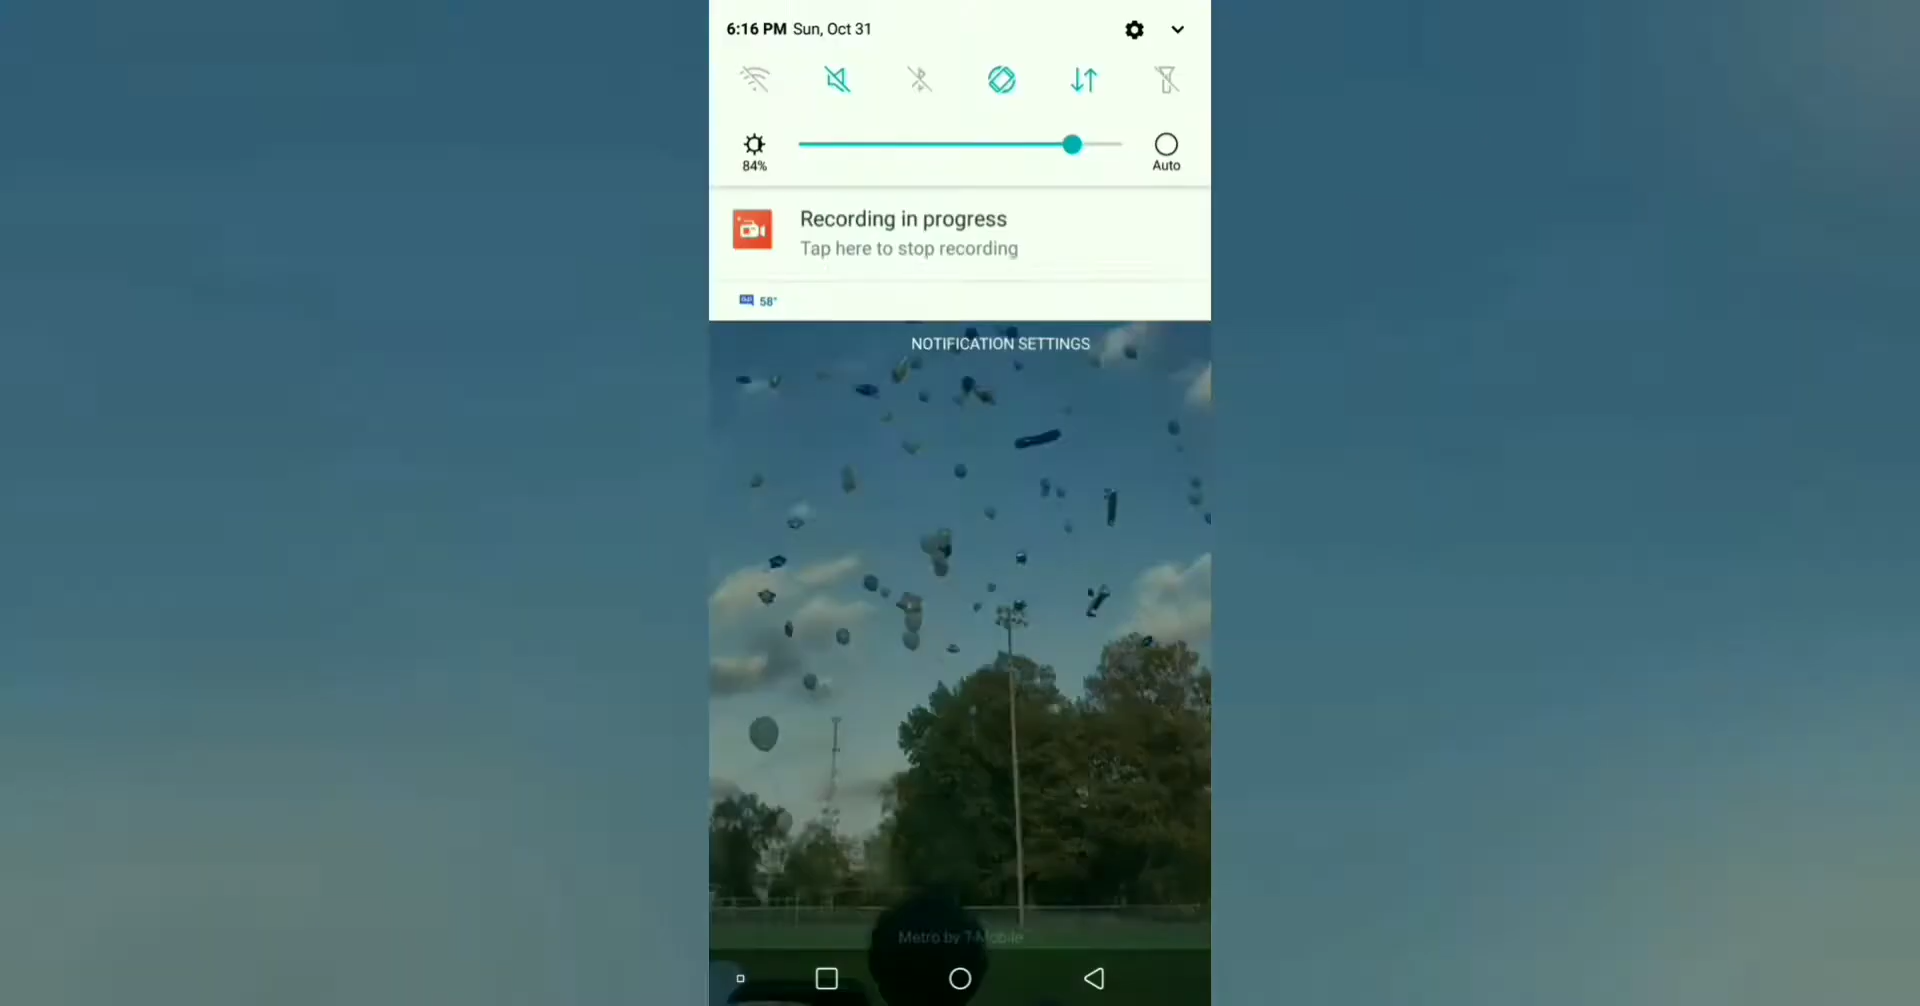 6:16 PM Sun, Oct 31
84%
Auto
Recording in progress
Tap here to stop recording
58°
NOTIFICATION SETTINGS
Metro by T-Mobile